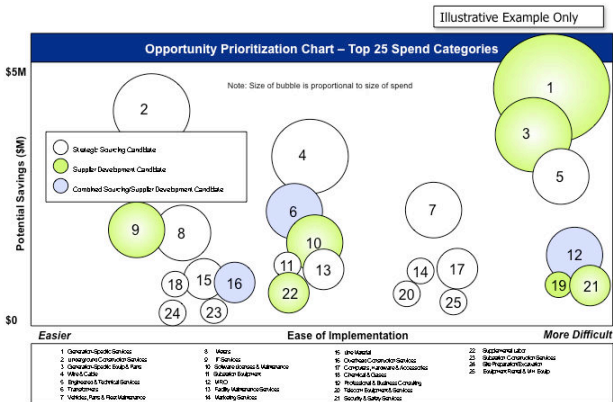 Illustrative Example Only
Opportunity Prioritization Chart – Top 25 Spend Categories
$5M
Note: Size of bubble is proportional to size of spend
1
2
3
4
5
Strategic Sourcing Candidate
Supplier Development Candidate
Combined Sourcing/Supplier Development Candidate
Potential Savings ($M)
6
7
8
9
10
11
12
13
14
15
16
17
18
19
20
21
22
23
24
25
$0
Easier
Ease of Implementation
More Difficult
1 Generation-Specific Services
2 Underground Construction Services
3 Generation-Specific Equip & Parts
4 Wire & Cable
5 Engineering & Technical Services
6 Transformers
7 Vehicles, Parts & Fleet Maintenance
8 Meters
9 IT Services
10 Software Licenses & Maintenance
11 Substation Equipment
12 MRO
13 Facility Maintenance Services
14 Marketing Services
15 Line Material
16 Overhead Construction Services
17 Computers, Hardware & Accessories
18 Chemical & Gases
19 Professional & Business Consulting
20 Telecom Equipment & Services
21 Security & Safety Services
22 Supplemental Labor
23 Substation Construction Services
24 Site Preparation/Excavation
25 Equipment Rental &